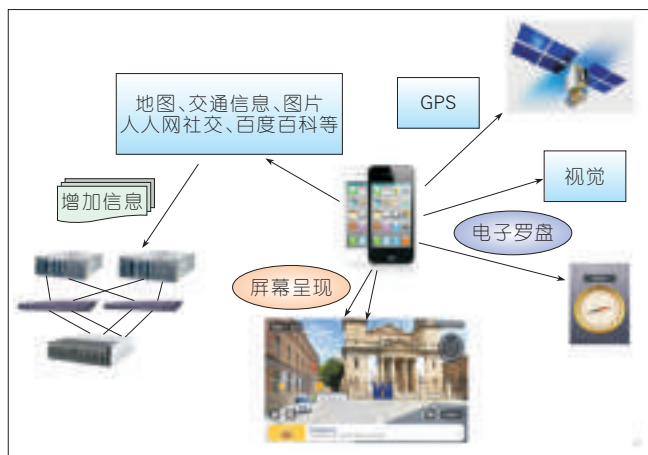 地图、交通信息、图片
人人网社交、百度百科等
GPS
增加信息
视觉
电子罗盘
屏幕呈现